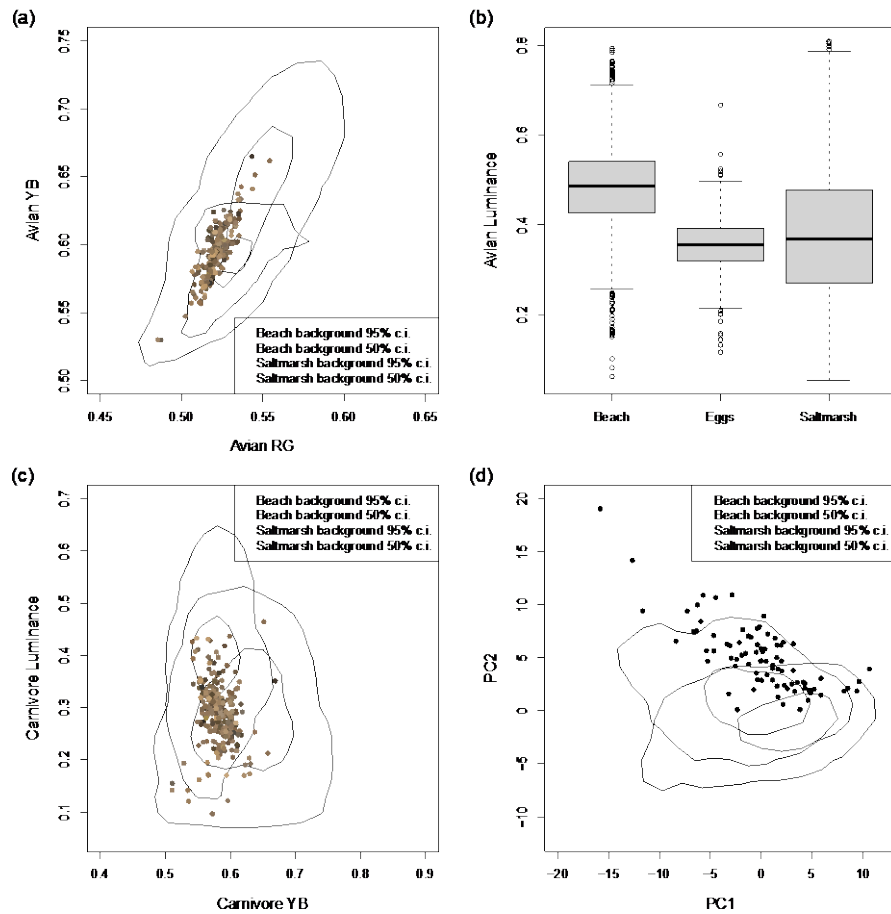 (a)
0.75
0.70
0.65
0.60
0.55
0.50
Avian YB
Beach background 95% c.i.
Beach background 50% c.i.
Saltmarsh background 95% c.i.
Saltmarsh background 50% c.i.
0.45 0.50 0.55 0.60 0.65
Avian RG
(b)
0.8
0.6
0.4
0.2
Avian Luminance
Beach Eggs Saltmarsh
(c)
0.7
0.6
0.5
0.4
0.3
0.2
0.1
Carnivore Luminance
Beach background 95% c.i.
Beach background 50% c.i.
Saltmarsh background 95% c.i.
Saltmarsh background 50% c.i.
0.4 0.5 0.6 0.7 0.8 0.9
Carnivore YB
(d)
20
15
10
5
0
−5
−10
PC2
Beach background 95% c.i.
Beach background 50% c.i.
Saltmarsh background 95% c.i.
Saltmarsh background 50% c.i.
−20 −15 −10 −5 0 5 10
PC1